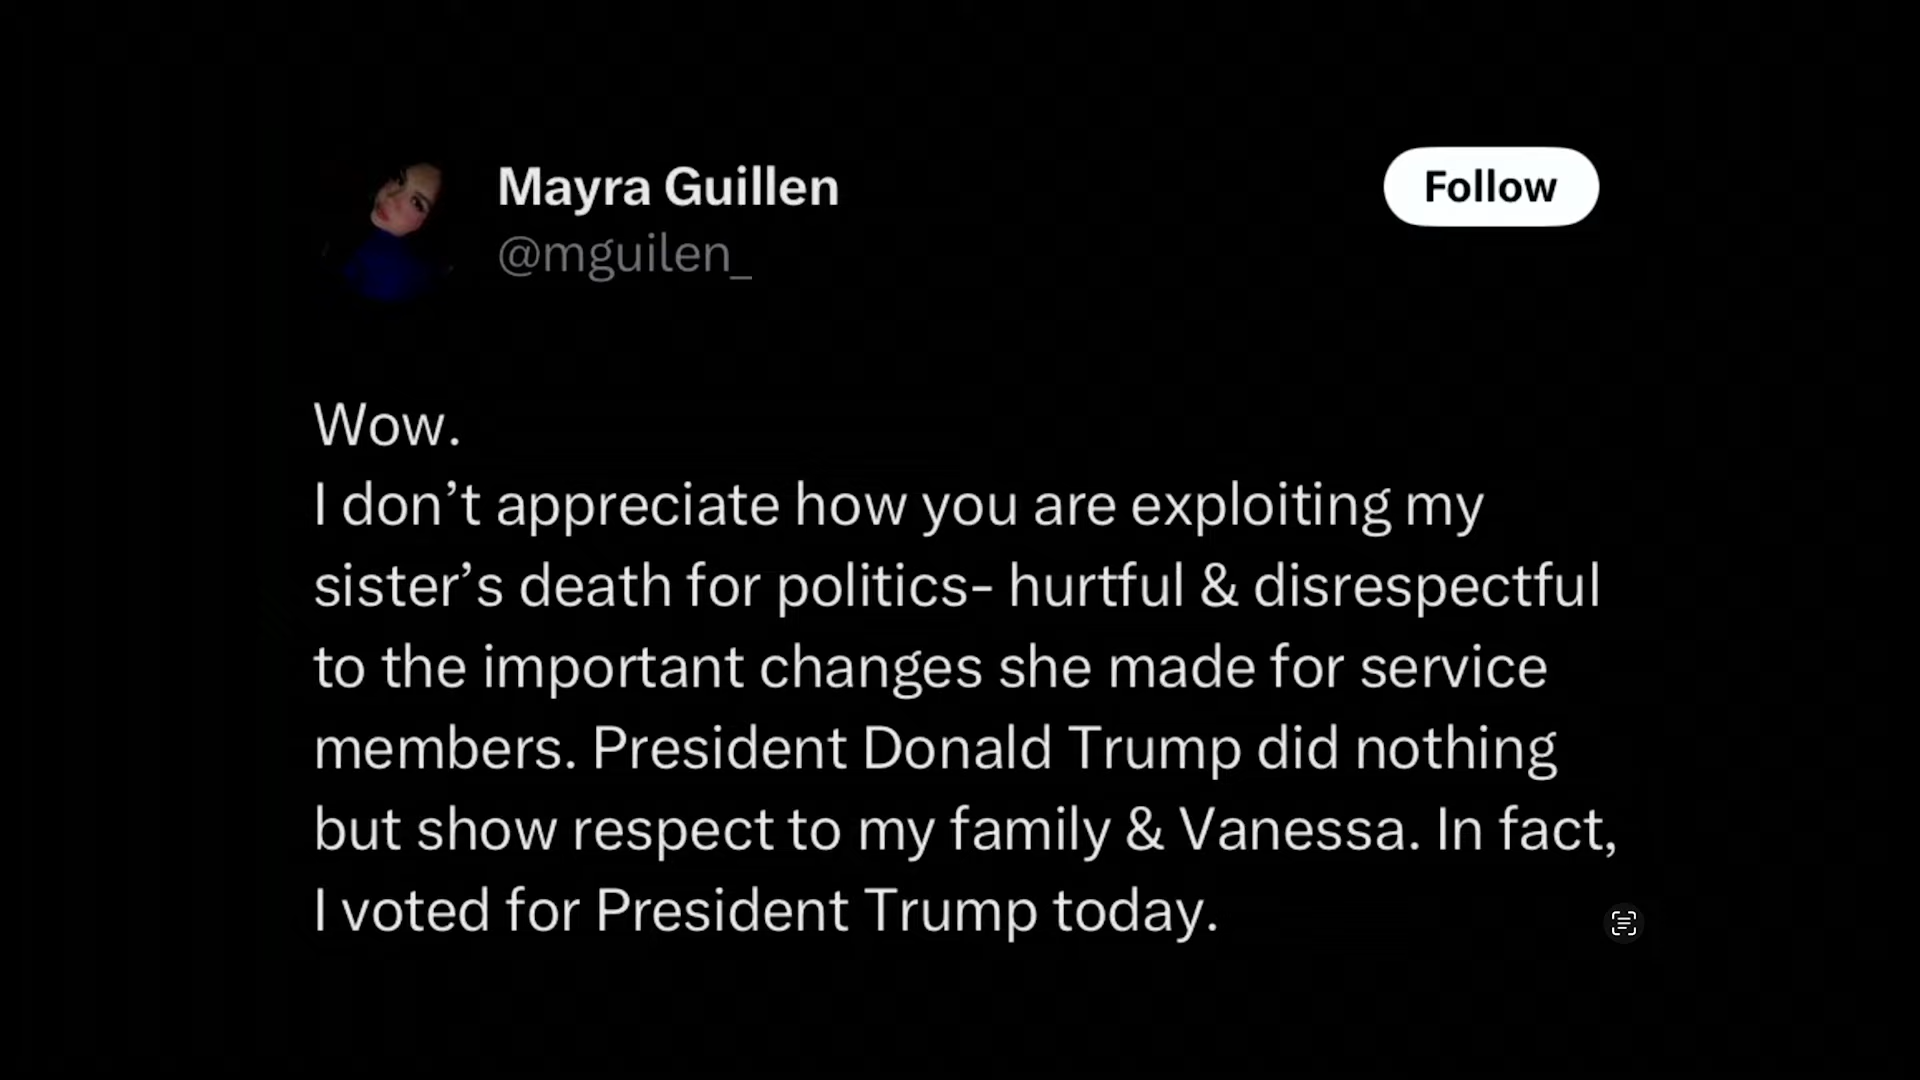 Mayra Guillen
Follow
@mguilen_
Wow.
I don’t appreciate how you are exploiting my
sister’s death for politics- hurtful & disrespectful
to the important changes she made for service
members. President Donald Trump did nothing
but show respect to my family & Vanessa. In fact,
I voted for President Trump today.